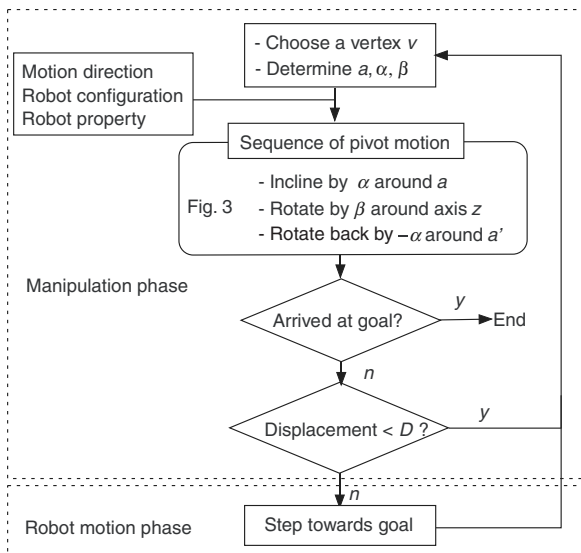 - Choose a vertex v
- Determine a, α, β
Motion direction
Robot configuration
Robot property
Sequence of pivot motion
- Incline by α around a
Fig. 3
- Rotate by β around axis z
- Rotate back by −α around a’
Manipulation phase
Arrived at goal?
y
End
n
Displacement < D ?
y
n
Robot motion phase
Step towards goal